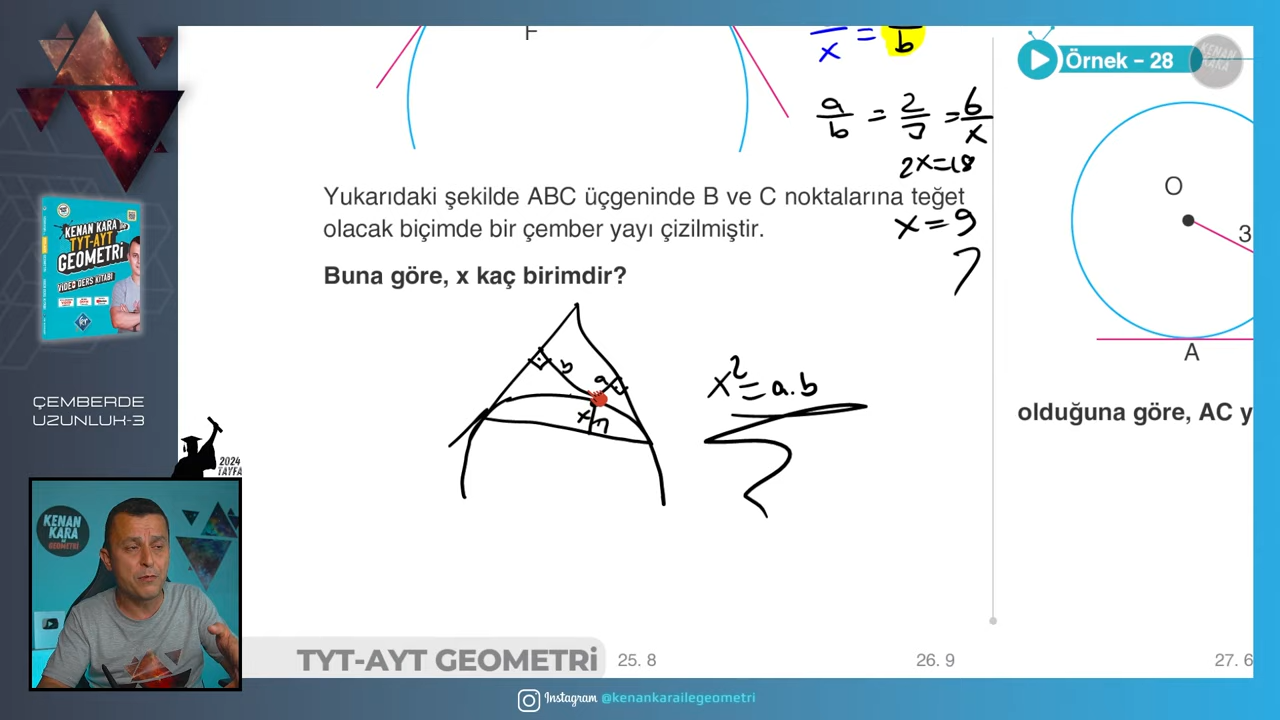 F
x = b
a/b = 2/3 = 6/x
2x=18
x=9
Yukarıdaki şekilde ABC üçgeninde B ve C noktalarına teğet
olacak biçimde bir çember yayı çizilmiştir.
Buna göre, x kaç birimdir?
b
a
x
x²=a.b
Örnek - 28
KENAN
KARA
O
3
A
olduğuna göre, AC y
KENAN KARA
TYT-AYT
GEOMETRİ
VİDEO DERS KİTABI
ÇEMBERDE
UZUNLUK-3
2024
TAYFA
KENAN
KARA
GEOMETRİ
TYT-AYT GEOMETRİ
25. 8
26. 9
27. 6
Instagram @kenankarailegeometri